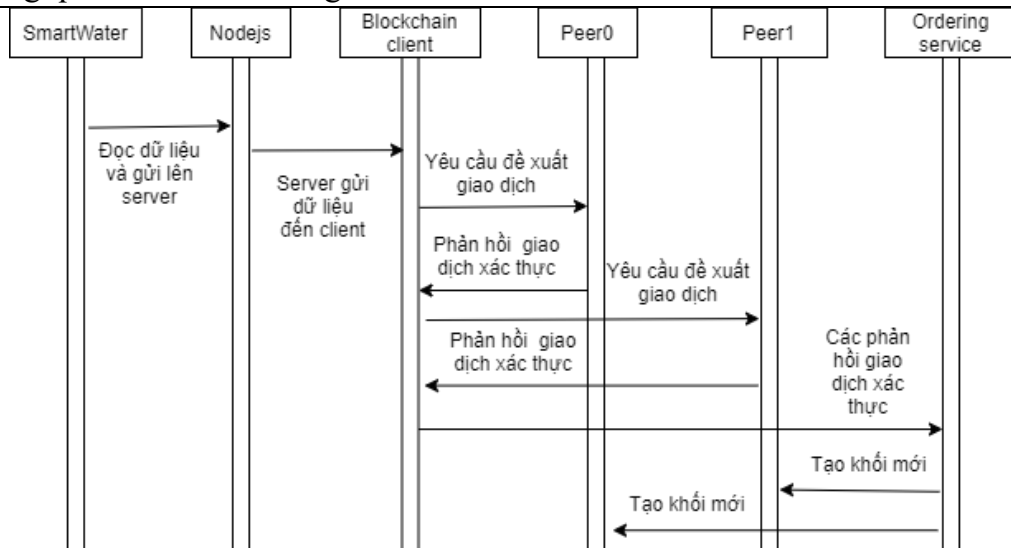 SmartWater
Nodejs
Blockchain
client
Peer0
Peer1
Ordering
service
Đọc dữ liệu
và gửi lên
server
Server gửi
dữ liệu
đến client
Yêu cầu đề xuất
giao dịch
Phản hồi giao
dịch xác thực
Yêu cầu đề xuất
giao dịch
Phản hồi giao
dịch xác thực
Các phản
hồi giao
dịch xác
thực
Tạo khối mới
Tạo khối mới